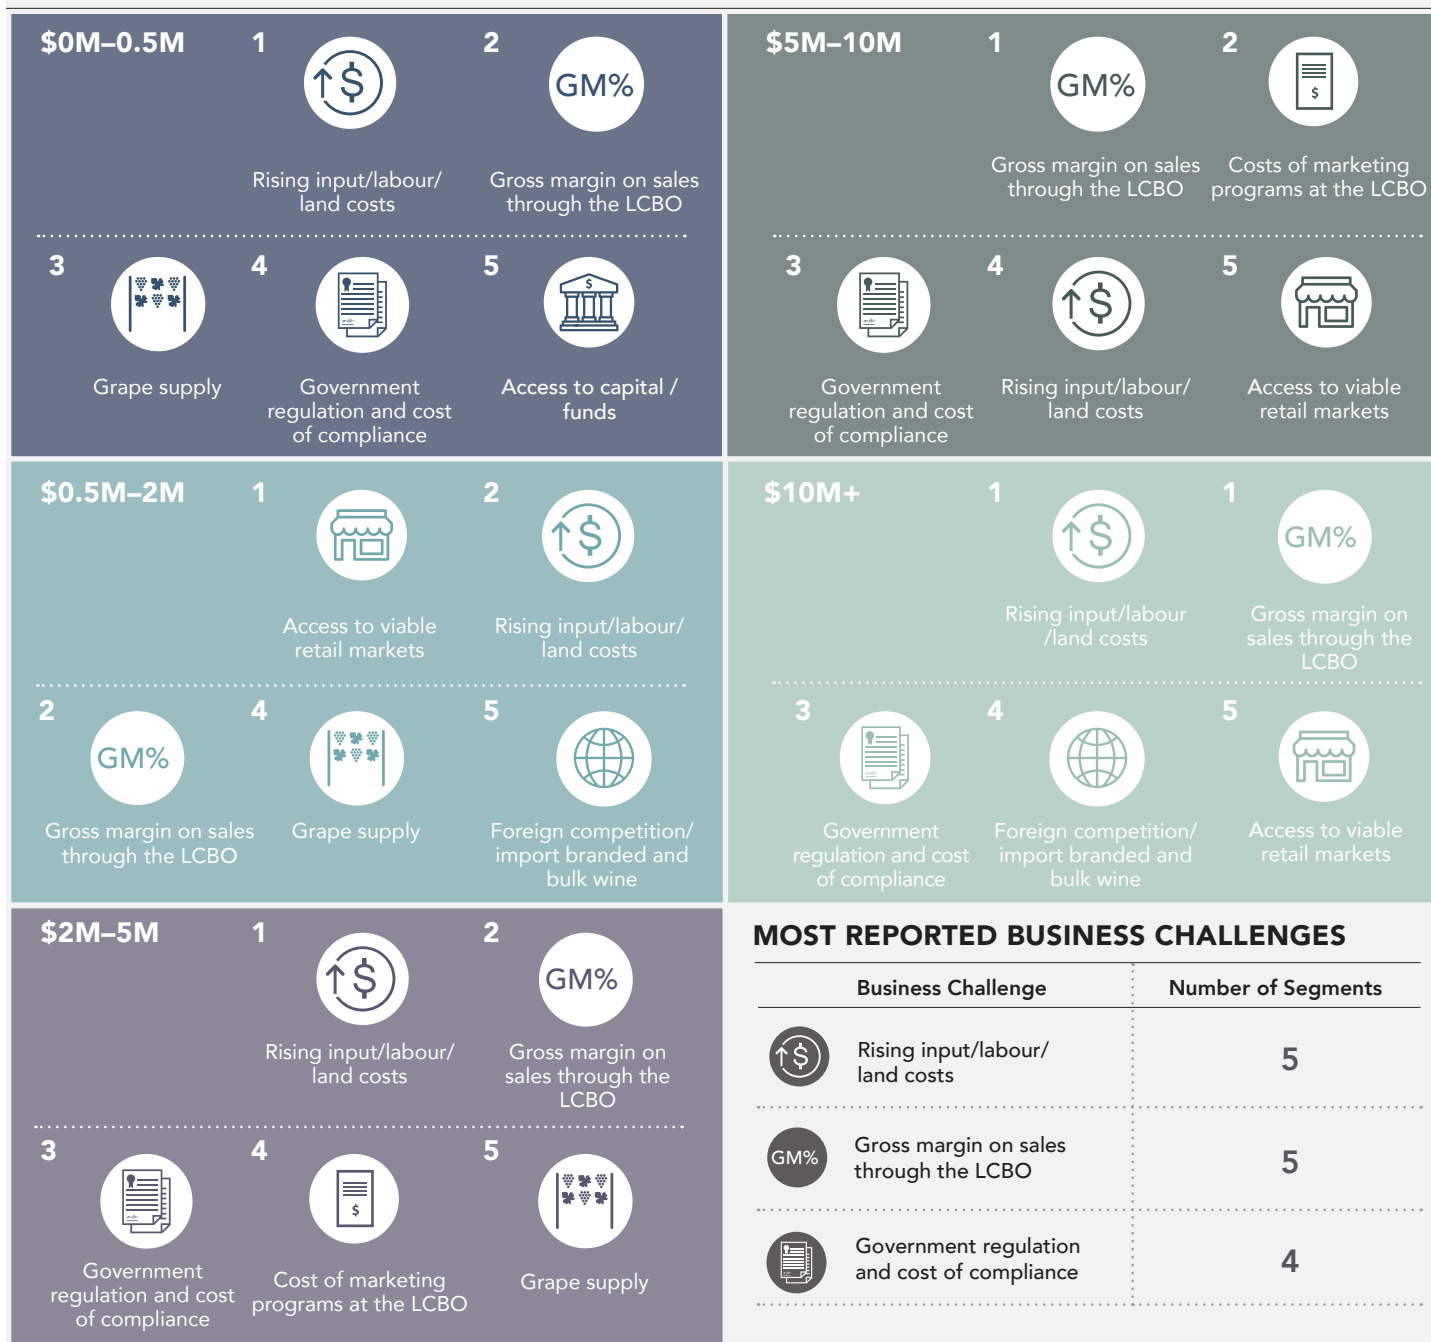 $0M–0.5M
1
2
GM%
Rising input/labour/
land costs
Gross margin on sales
through the LCBO
3
4
5
$
Grape supply
Government
regulation and cost
of compliance
Access to capital /
funds
$5M–10M
1
GM%
2
$
Gross margin on sales
through the LCBO
Costs of marketing
programs at the LCBO
3
4
$
5
Government
regulation and cost
of compliance
Rising input/labour/
land costs
Access to viable
retail markets
$0.5M–2M
1
2
$
Access to viable
retail markets
Rising input/labour/
land costs
2
GM%
4
5
Gross margin on sales
through the LCBO
Grape supply
Foreign competition/
import branded and
bulk wine
$10M+
1
$
1
GM%
Rising input/labour
/land costs
Gross margin on
sales through the
LCBO
3
4
5
Government
regulation and cost
of compliance
Foreign competition/
import branded and
bulk wine
Access to viable
retail markets
$2M–5M
1
$
2
GM%
Rising input/labour/
land costs
Gross margin on
sales through the
LCBO
3
4
$
5
Government
regulation and cost
of compliance
Cost of marketing
programs at the LCBO
Grape supply
MOST REPORTED BUSINESS CHALLENGES
Business Challenge
Number of Segments
$
Rising input/labour/
land costs
5
GM%
Gross margin on sales
through the LCBO
5
Government regulation
and cost of compliance
4